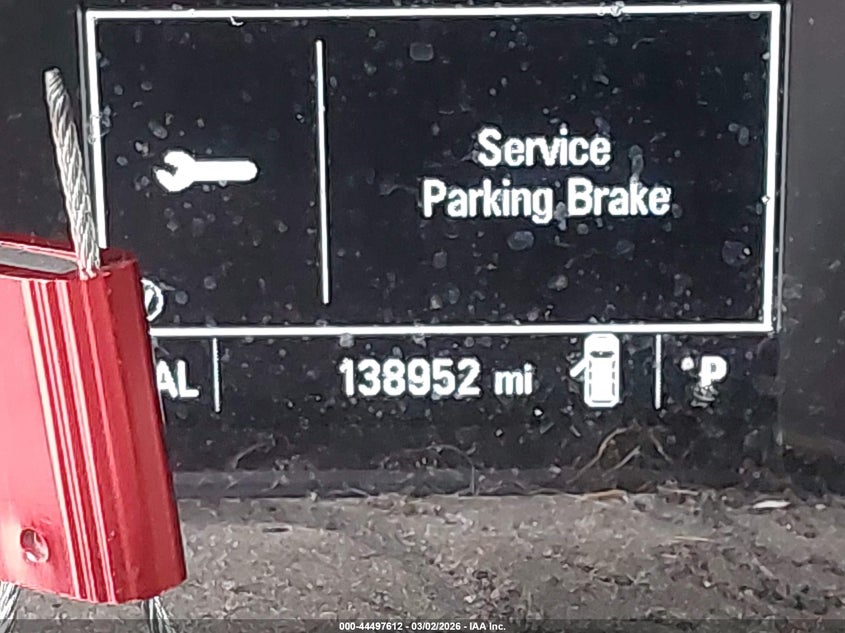 Service
Parking Brake
AL
138952 mi
P
000-44497612 - 03/02/2026 - IAA Inc.